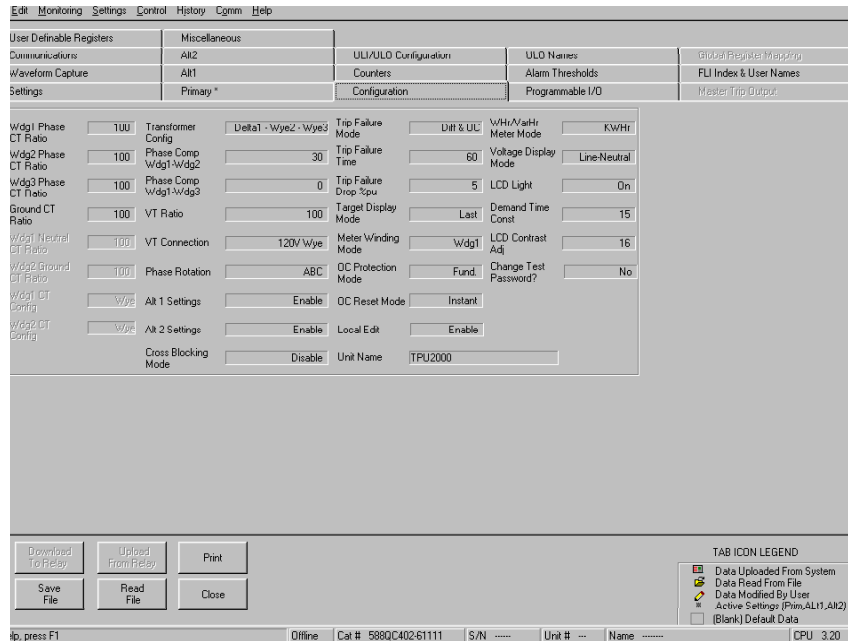 Edit Monitoring Settings Control History Comm Help
User Definable Registers Miscellaneous
Communications Alt2 ULI/ULO Configuration ULO Names Global Register Mapping
Waveform Capture Alt1 Counters Alarm Thresholds FLI Index & User Names
Settings Primary * Configuration Programmable I/O Master Trip Output
Wdg1 Phase CT Ratio 100 Transformer Config Delta1 - Wye2 - Wye3 Trip Failure Mode Diff & OC WHr/VarHr Meter Mode KWHr
Wdg2 Phase CT Ratio 100 Phase Comp Wdg1-Wdg2 30 Trip Failure Time 60 Voltage Display Mode Line-Neutral
Wdg3 Phase CT Ratio 100 Phase Comp Wdg1-Wdg3 0 Trip Failure Drop %pu 5 LCD Light On
Ground CT Ratio 100 VT Ratio 100 Target Display Mode Last Demand Time Const 15
Wdg1 Neutral CT Ratio 100 VT Connection 120V Wye Meter Winding Mode Wdg1 LCD Contrast Adj 16
Wdg2 Ground CT Ratio 100 Phase Rotation ABC OC Protection Mode Fund. Change Test Password? No
Wdg1 CT Config Wye Alt 1 Settings Enable OC Reset Mode Instant
Wdg2 CT Config Wye Alt 2 Settings Enable Local Edit Enable
Cross Blocking Mode Disable Unit Name TPU2000
Download To Relay Upload From Relay Print
Save File Read File Close
TAB ICON LEGEND
Data Uploaded From System
Data Read From File
Data Modified By User
* Active Settings (Prim,ALt1,Alt2)
(Blank) Default Data
elp, press F1 Offline Cat # 588QC402-61111 S/N ------ Unit # --- Name -------- CPU 3.20